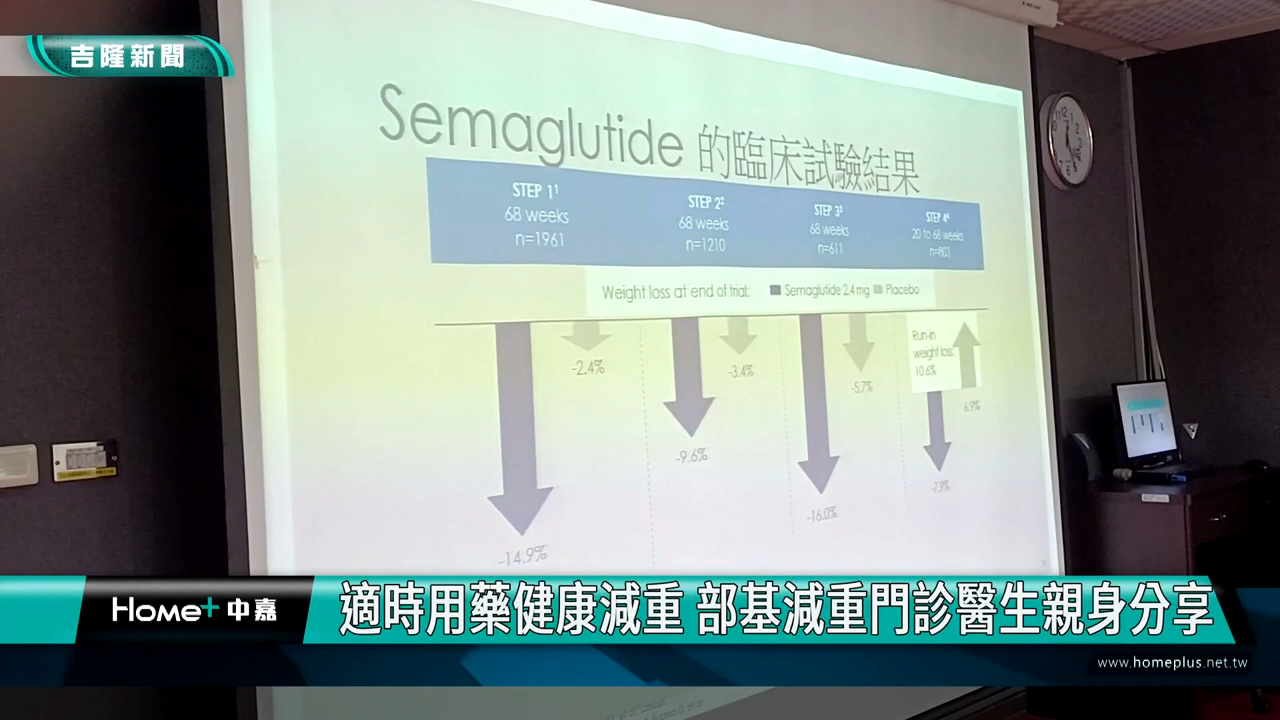 吉隆新聞
Semaglutide 的臨床試驗結果
STEP 1¹
68 weeks
n=1961
STEP 2²
68 weeks
n=1210
STEP 3³
68 weeks
n=611
STEP 4⁴
20 to 68 weeks
n=803
Weight loss at end of trial:
Semaglutide 2.4 mg
Placebo
-2.4%
-3.4%
-5.7%
Run-in
weight loss:
10.6%
6.9%
-14.9%
-9.6%
-16.0%
-7.9%
Home+ 中嘉
適時用藥健康減重 部基減重門診醫生親身分享
www.homeplus.net.tw